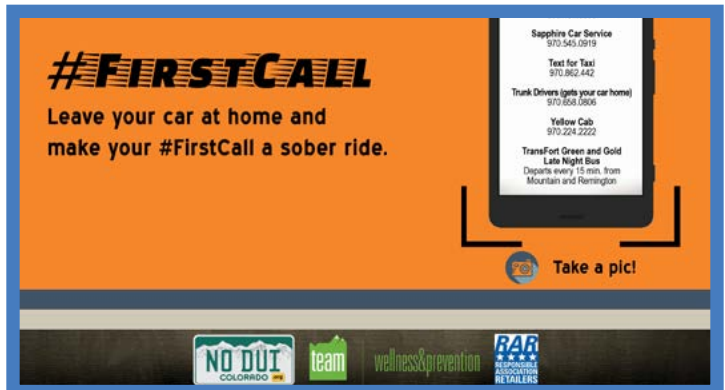 #FIRSTCALL
Leave your car at home and
make your #FirstCall a sober ride.
Sapphire Car Service
970.545.0919
Text for Taxi
970.862.442
Trunk Drivers (gets your car home)
970.658.0806
Yellow Cab
970.224.2222
TransFort Green and Gold
Late Night Bus
Departs every 15 min. from
Mountain and Remington
Take a pic!
NO DUI
COLORADO .org
team
wellness&prevention
RAR
RESPONSIBLE
ASSOCIATION
RETAILERS